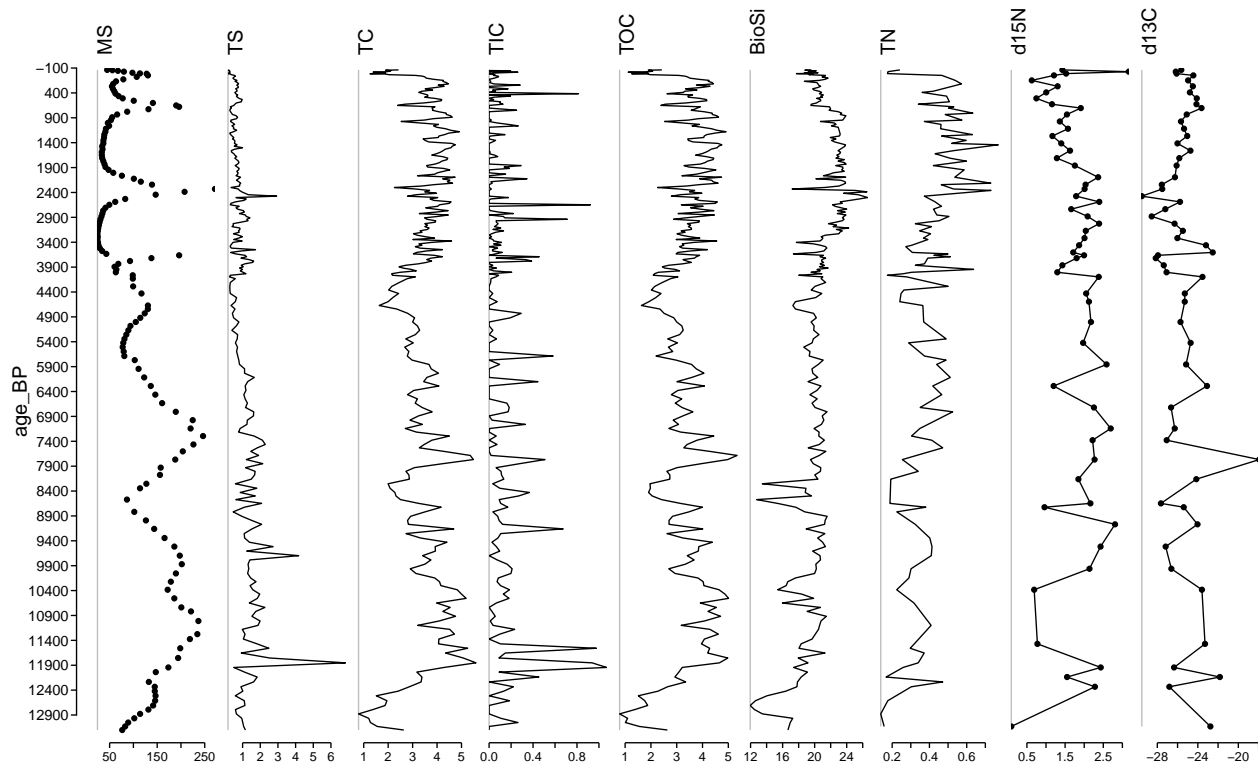 MS
TS
TC
TIC
TOC
BioSi
TN
d15N
d13C
age_BP
−100
400
900
1400
1900
2400
2900
3400
3900
4400
4900
5400
5900
6400
6900
7400
7900
8400
8900
9400
9900
10400
10900
11400
11900
12400
12900
50 150 250
1 2 3 4 5 6
1 2 3 4 5
0 0.4 0.8
1 2 3 4 5
12 16 20 24
0.2 0.4 0.6
0.5 1.5 2.5
−28 −24 −20